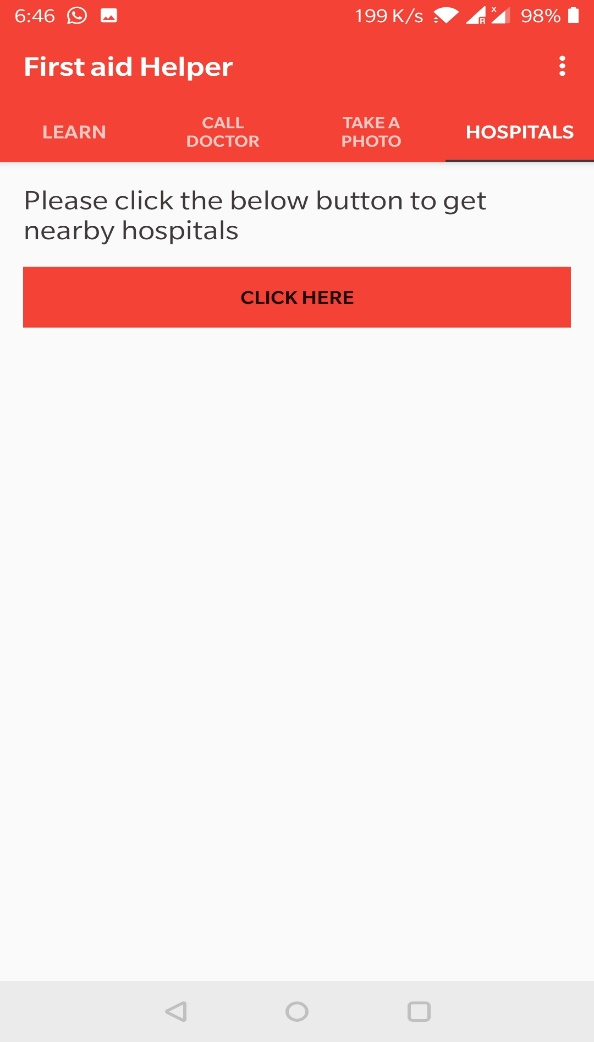 6:46 199 K/s 98%
First aid Helper
LEARN
CALL
DOCTOR
TAKE A
PHOTO
HOSPITALS
Please click the below button to get
nearby hospitals
CLICK HERE